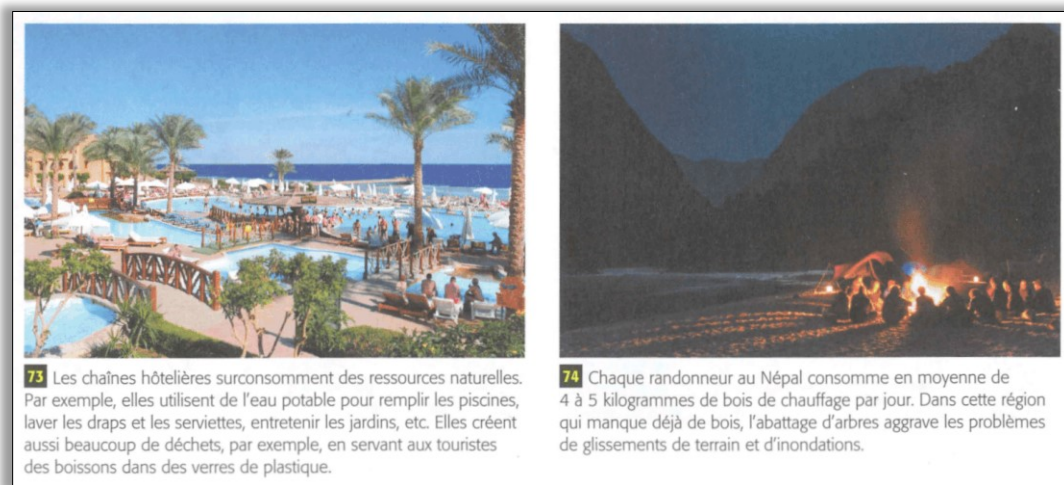 73 Les chaînes hôtelières surconsomment des ressources naturelles.
Par exemple, elles utilisent de l'eau potable pour remplir les piscines,
laver les draps et les serviettes, entretenir les jardins, etc. Elles créent
aussi beaucoup de déchets, par exemple, en servant aux touristes
des boissons dans des verres de plastique.
74 Chaque randonneur au Népal consomme en moyenne de
4 à 5 kilogrammes de bois de chauffage par jour. Dans cette région
qui manque déjà de bois, l'abattage d'arbres aggrave les problèmes
de glissements de terrain et d'inondations.